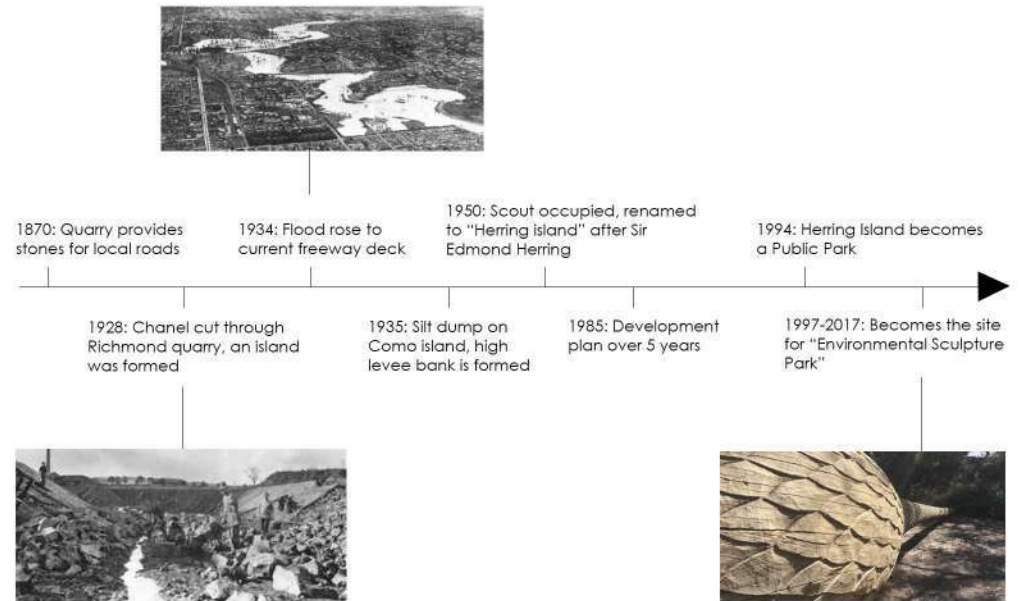 1870: Quarry provides
stones for local roads
1934: Flood rose to
current freeway deck
1950: Scout occupied, renamed
to “Herring island” after Sir
Edmond Herring
1994: Herring Island becomes
a Public Park
1928: Chanel cut through
Richmond quarry, an island
was formed
1935: Silt dump on
Como island, high
levee bank is formed
1985: Development
plan over 5 years
1997-2017: Becomes the site
for “Environmental Sculpture
Park”